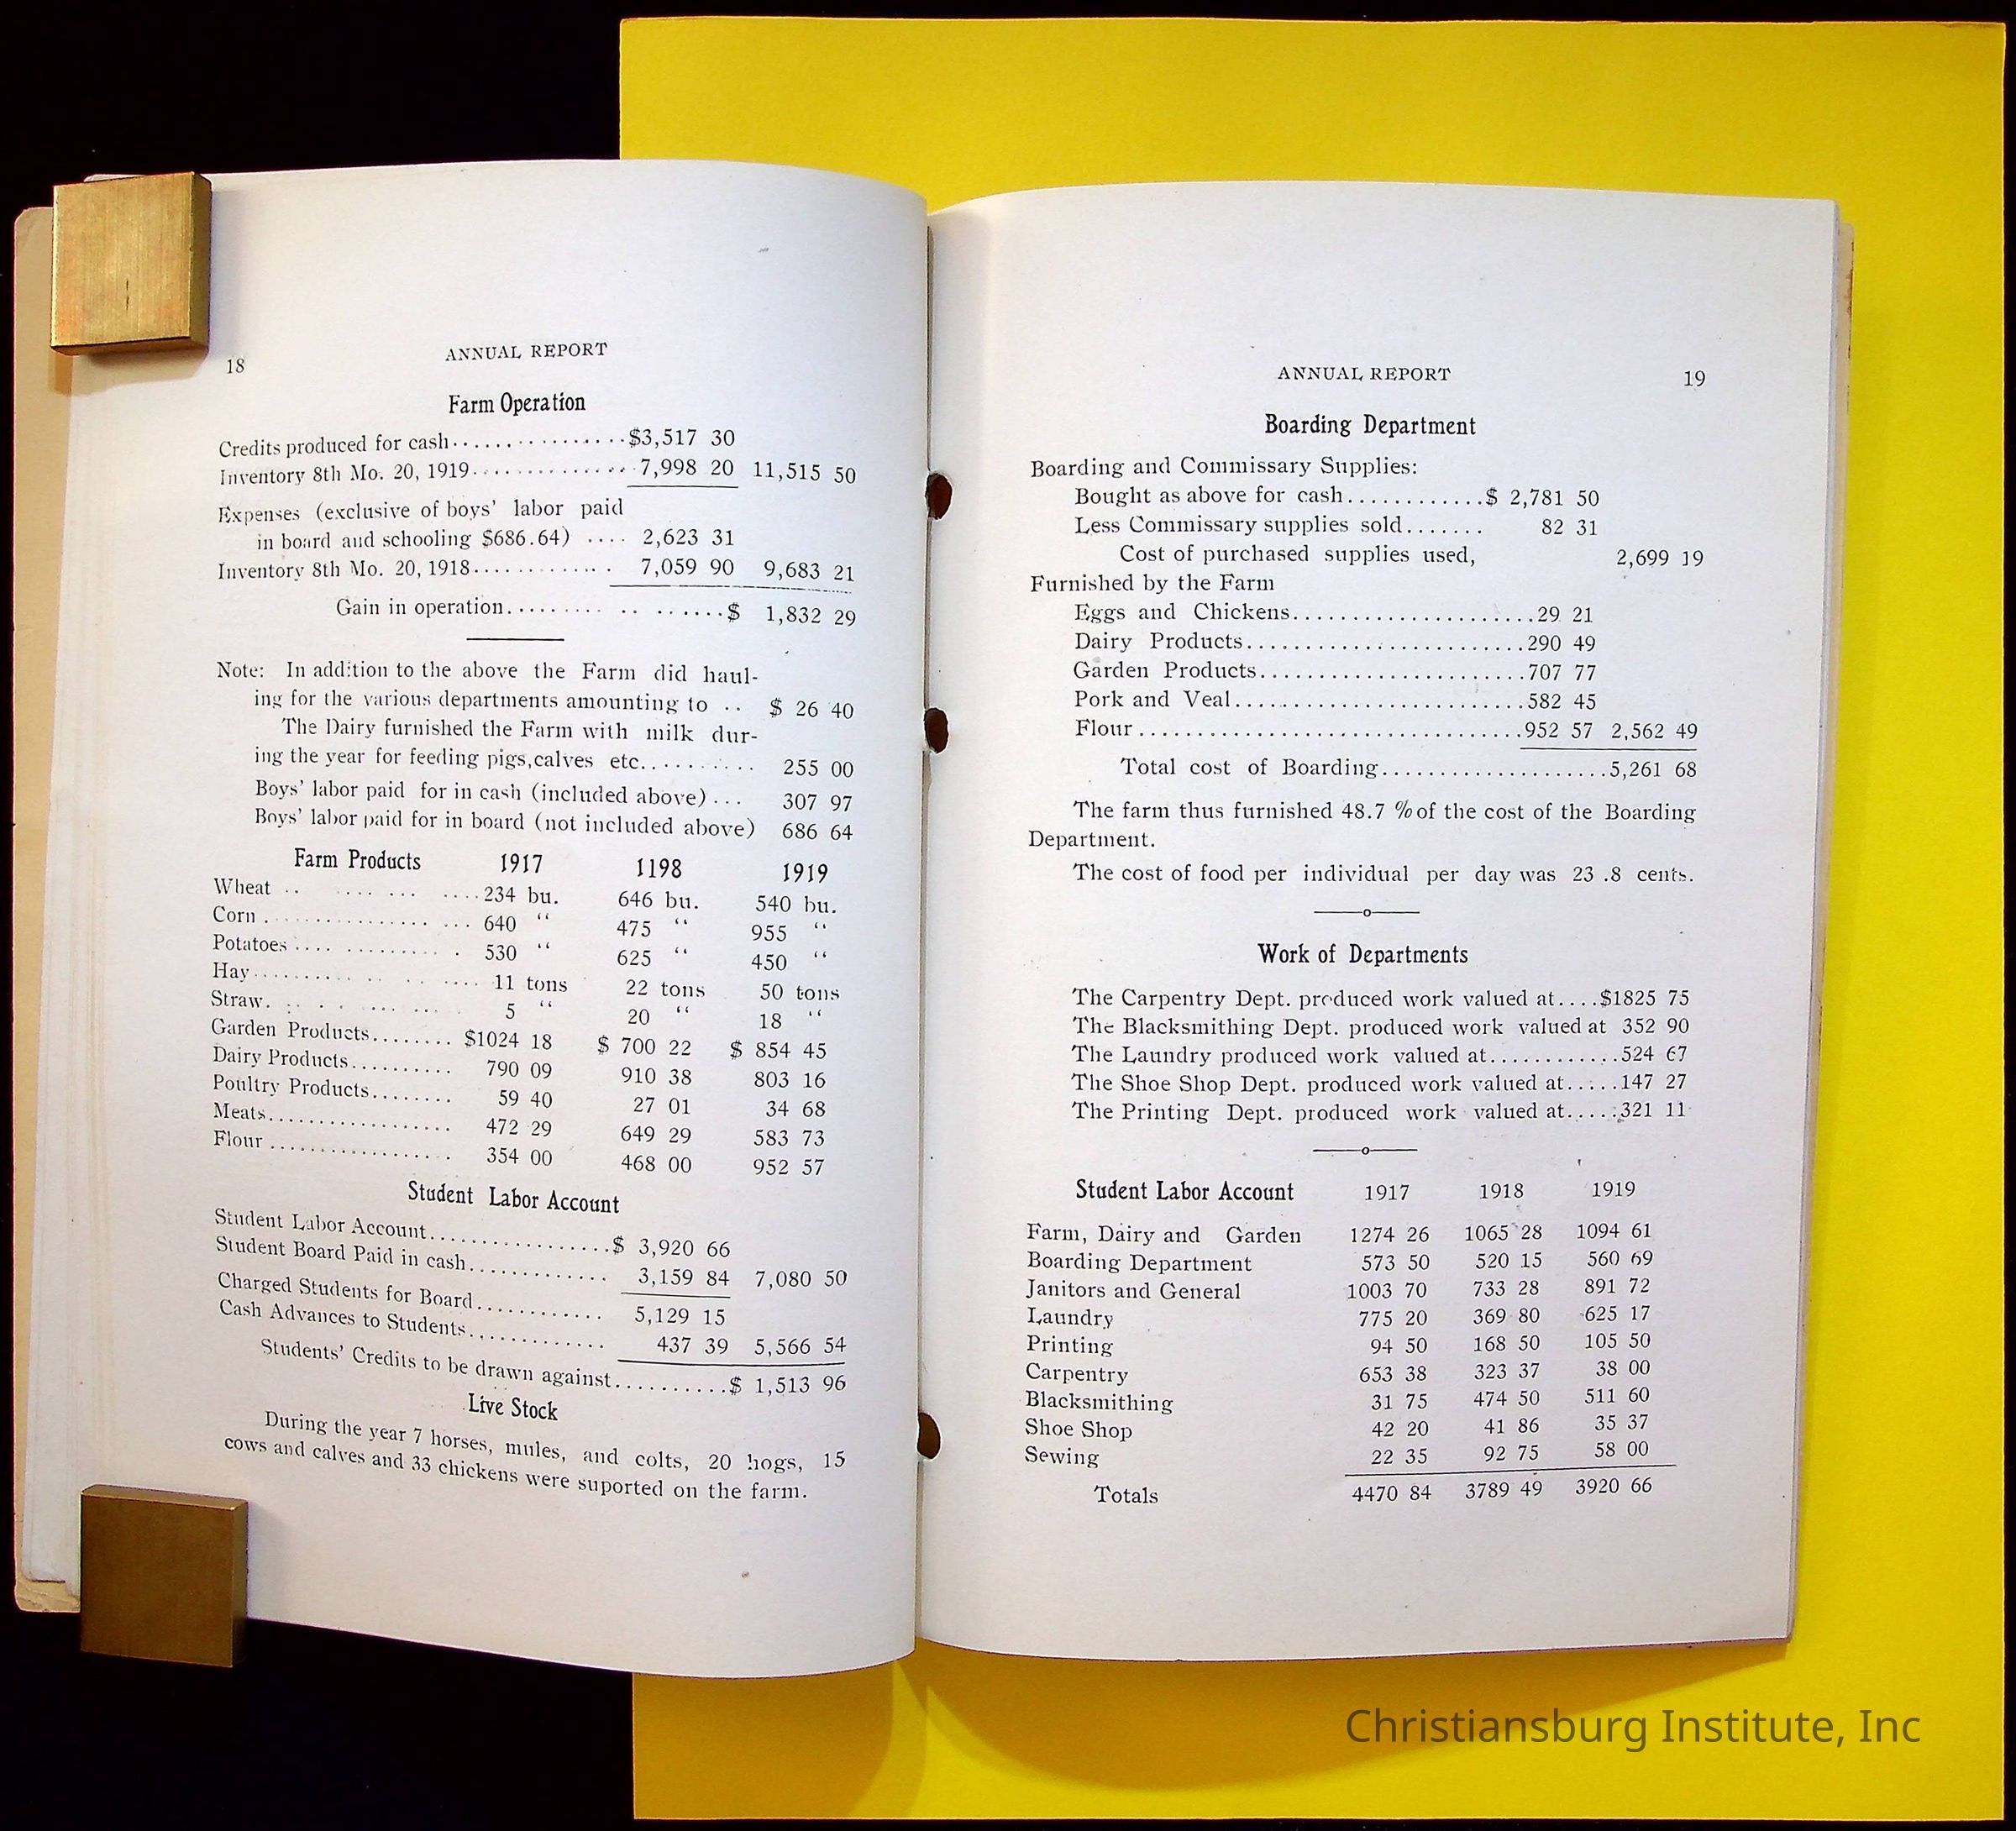 18
ANNUAL REPORT
Farm Operation
Credits produced for cash................$3,517 30
Inventory 8th Mo. 20, 1919..............7,998 20 11,515 50
Expenses (exclusive of boys' labor paid
in board and schooling $686.64) .... 2,623 31
Inventory 8th Mo. 20, 1918.............. 7,059 90 9,683 21
Gain in operation......... .. .......$ 1,832 29
Note: In addition to the above the Farm did haul-
ing for the various departments amounting to .. $ 26 40
The Dairy furnished the Farm with milk dur-
ing the year for feeding pigs,calves etc.......... 255 00
Boys' labor paid for in cash (included above)... 307 97
Boys' labor paid for in board (not included above) 686 64
Farm Products 1917 1198 1919
Wheat .. .... ... ....234 bu. 646 bu. 540 bu.
Corn ................ ... 640 “ 475 “ 955 “
Potatoes .... .......... . 530 “ 625 “ 450 “
Hay.......... .. .. .... 11 tons 22 tons 50 tons
Straw. .. . . .... ... 5 “ 20 “ 18 “
Garden Products........ $1024 18 $ 700 22 $ 854 45
Dairy Products.......... 790 09 910 38 803 16
Poultry Products........ 59 40 27 01 34 68
Meats.................. 472 29 649 29 583 73
Flour .................. 354 00 468 00 952 57
Student Labor Account
Student Labor Account..................$ 3,920 66
Student Board Paid in cash............. 3,159 84 7,080 50
Charged Students for Board............ 5,129 15
Cash Advances to Students............. 437 39 5,566 54
Students' Credits to be drawn against..........$ 1,513 96
Live Stock
During the year 7 horses, mules, and colts, 20 hogs, 15
cows and calves and 33 chickens were suported on the farm.
ANNUAL REPORT
19
Boarding Department
Boarding and Commissary Supplies:
Bought as above for cash............$ 2,781 50
Less Commissary supplies sold....... 82 31
Cost of purchased supplies used, 2,699 19
Furnished by the Farm
Eggs and Chickens.....................29 21
Dairy Products........................290 49
Garden Products.......................707 77
Pork and Veal.........................582 45
Flour.................................952 57 2,562 49
Total cost of Boarding....................5,261 68
The farm thus furnished 48.7 % of the cost of the Boarding
Department.
The cost of food per individual per day was 23 .8 cents.
Work of Departments
The Carpentry Dept. produced work valued at....$1825 75
The Blacksmithing Dept. produced work valued at 352 90
The Laundry produced work valued at............524 67
The Shoe Shop Dept. produced work valued at.....147 27
The Printing Dept. produced work valued at.....321 11
Student Labor Account 1917 1918 1919
Farm, Dairy and Garden 1274 26 1065 28 1094 61
Boarding Department 573 50 520 15 560 69
Janitors and General 1003 70 733 28 891 72
Laundry 775 20 369 80 625 17
Printing 94 50 168 50 105 50
Carpentry 653 38 323 37 38 00
Blacksmithing 31 75 474 50 511 60
Shoe Shop 42 20 41 86 35 37
Sewing 22 35 92 75 58 00
Totals 4470 84 3789 49 3920 66
Christiansburg Institute, Inc